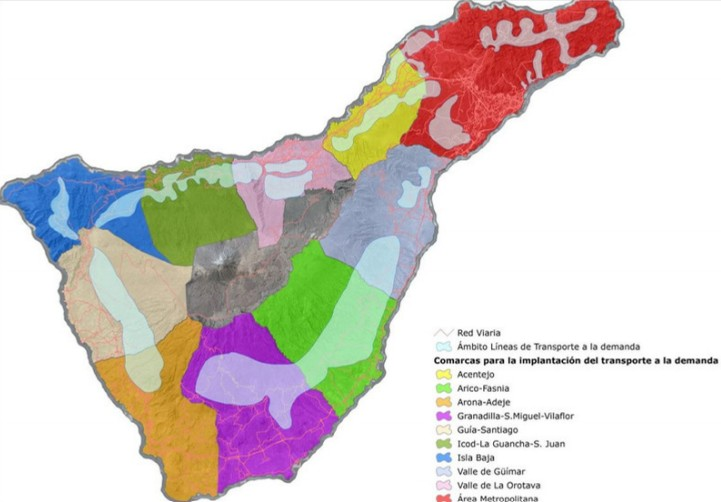 Red Viaria
Ámbito Líneas de Transporte a la demanda
Comarcas para la implantación del transporte a la demanda
Acentejo
Arico-Fasnia
Arona-Adeje
Granadilla-S.Miguel-Vilaflor
Guía-Santiago
Icod-La Guancha-S. Juan
Isla Baja
Valle de Güímar
Valle de La Orotava
Área Metropolitana